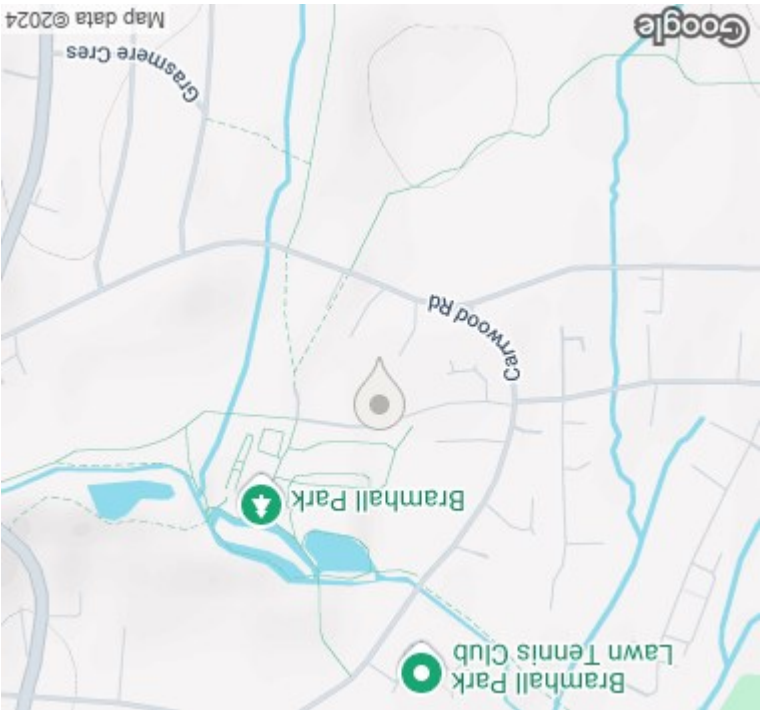 Bramhall Park
Lawn Tennis Club
Bramhall Park
Carrwood Rd
Grasmere Cres
Google
Map data ©2024